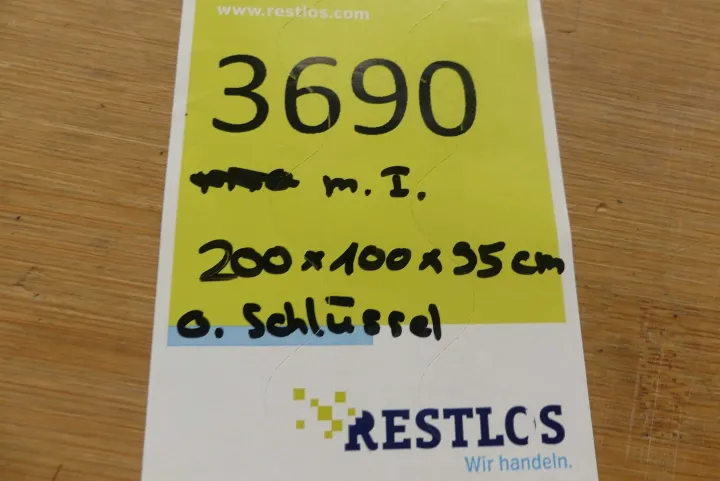 www.restlos.com
3690
m. I.
200 x 100 x 95 cm
o. Schlüssel
RESTLOS
Wir handeln.